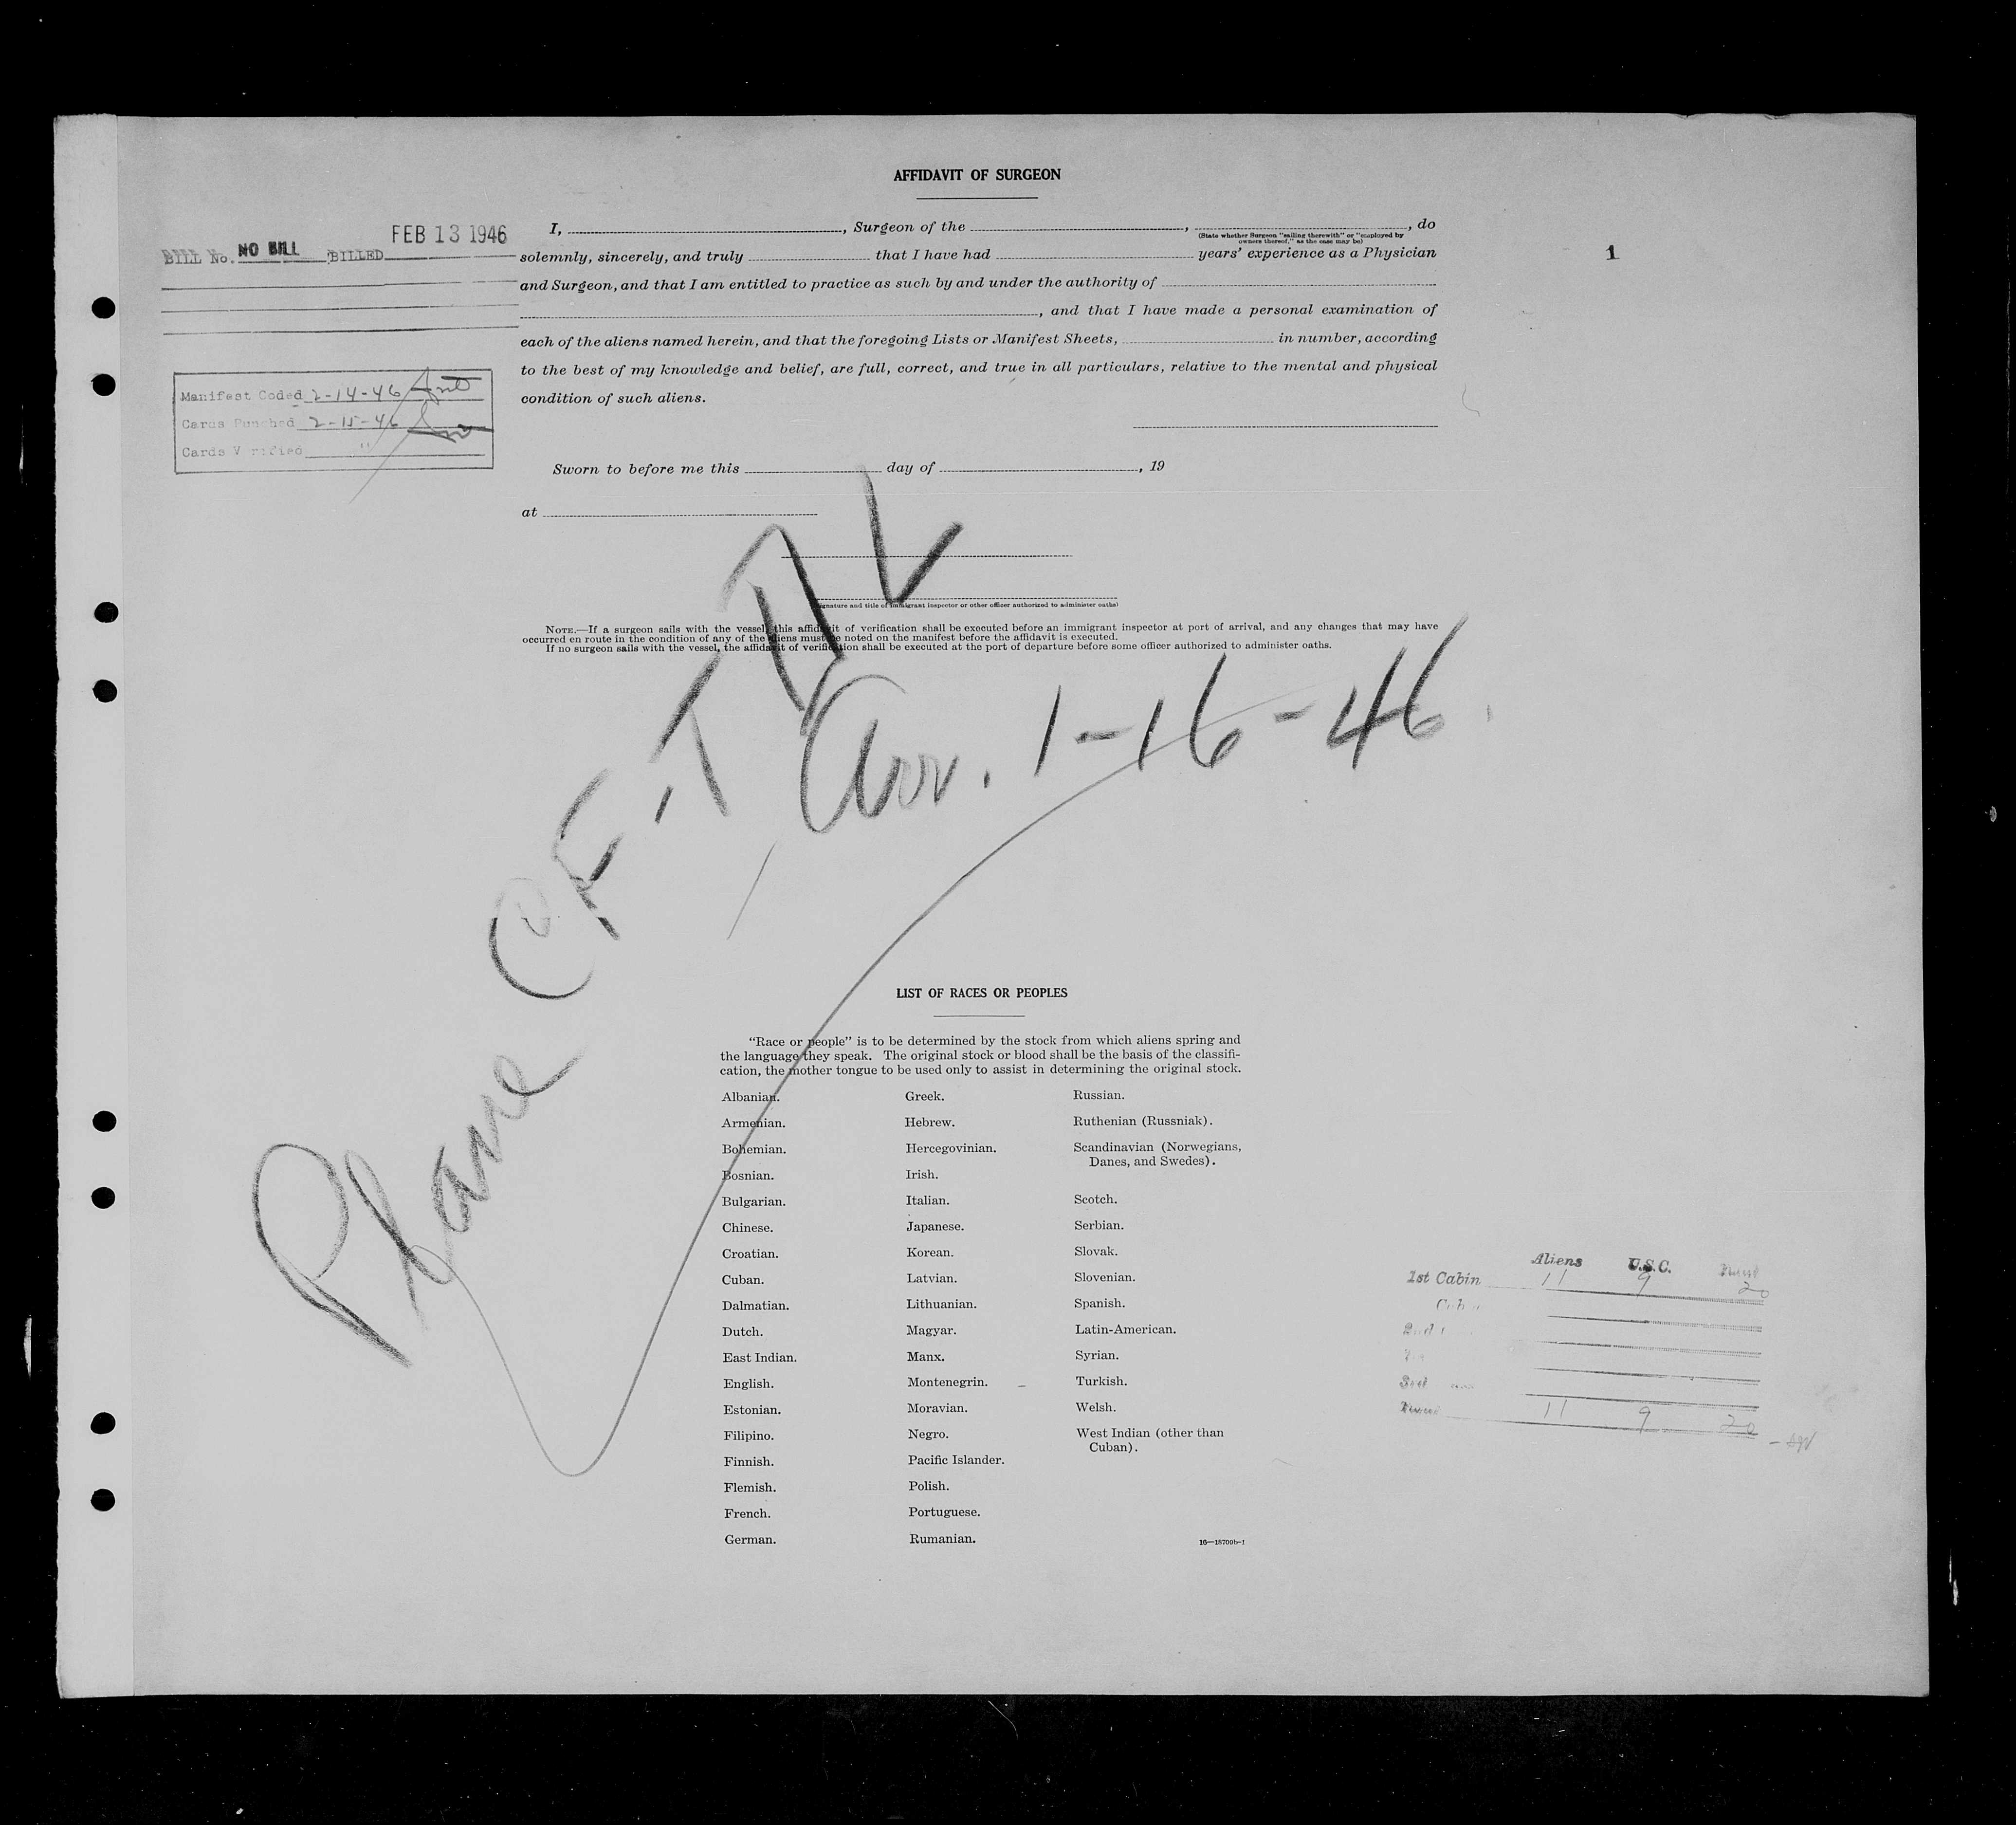 AFFIDAVIT OF SURGEON
BILL No. NO BILL BILLED FEB 13 1946
1
I, , Surgeon of the , , do
(State whether Surgeon "sailing therewith" or "employed by
owners thereof," as the case may be)
solemnly, sincerely, and truly that I have had years' experience as a Physician
and Surgeon, and that I am entitled to practice as such by and under the authority of
, and that I have made a personal examination of
each of the aliens named herein, and that the foregoing Lists or Manifest Sheets, in number, according
to the best of my knowledge and belief, are full, correct, and true in all particulars, relative to the mental and physical
condition of such aliens.
Manifest Coded 2-14-46
Cards Punched 2-15-46
Cards Verified "
Sworn to before me this day of , 19
at
(Signature and title of immigrant inspector or other officer authorized to administer oaths)
NOTE.—If a surgeon sails with the vessel, this affidavit of verification shall be executed before an immigrant inspector at port of arrival, and any changes that may have
occurred en route in the condition of any of the aliens must be noted on the manifest before the affidavit is executed.
If no surgeon sails with the vessel, the affidavit of verification shall be executed at the port of departure before some officer authorized to administer oaths.
Plane CF-T
Arr. 1-16-46.
LIST OF RACES OR PEOPLES
"Race or people" is to be determined by the stock from which aliens spring and
the language they speak. The original stock or blood shall be the basis of the classifi-
cation, the mother tongue to be used only to assist in determining the original stock.
Albanian.
Armenian.
Bohemian.
Bosnian.
Bulgarian.
Chinese.
Croatian.
Cuban.
Dalmatian.
Dutch.
East Indian.
English.
Estonian.
Filipino.
Finnish.
Flemish.
French.
German.
Greek.
Hebrew.
Hercegovinian.
Irish.
Italian.
Japanese.
Korean.
Latvian.
Lithuanian.
Magyar.
Manx.
Montenegrin.
Moravian.
Negro.
Pacific Islander.
Polish.
Portuguese.
Rumanian.
Russian.
Ruthenian (Russniak).
Scandinavian (Norwegians,
Danes, and Swedes).
Scotch.
Serbian.
Slovak.
Slovenian.
Spanish.
Latin-American.
Syrian.
Turkish.
Welsh.
West Indian (other than
Cuban).
16—18709b-1
Aliens U.S.C.
1st Cabin 11 9 20
11 9 20